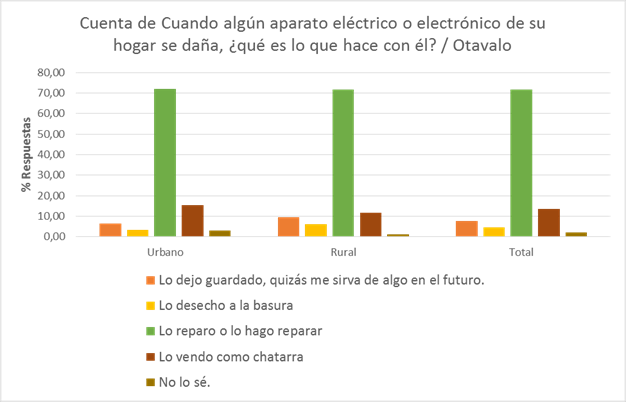 Cuenta de Cuando algún aparato eléctrico o electrónico de su
hogar se daña, ¿qué es lo que hace con él? / Otavalo
% Respuestas
80,00
70,00
60,00
50,00
40,00
30,00
20,00
10,00
0,00
Urbano
Rural
Total
Lo dejo guardado, quizás me sirva de algo en el futuro.
Lo desecho a la basura
Lo reparo o lo hago reparar
Lo vendo como chatarra
No lo sé.